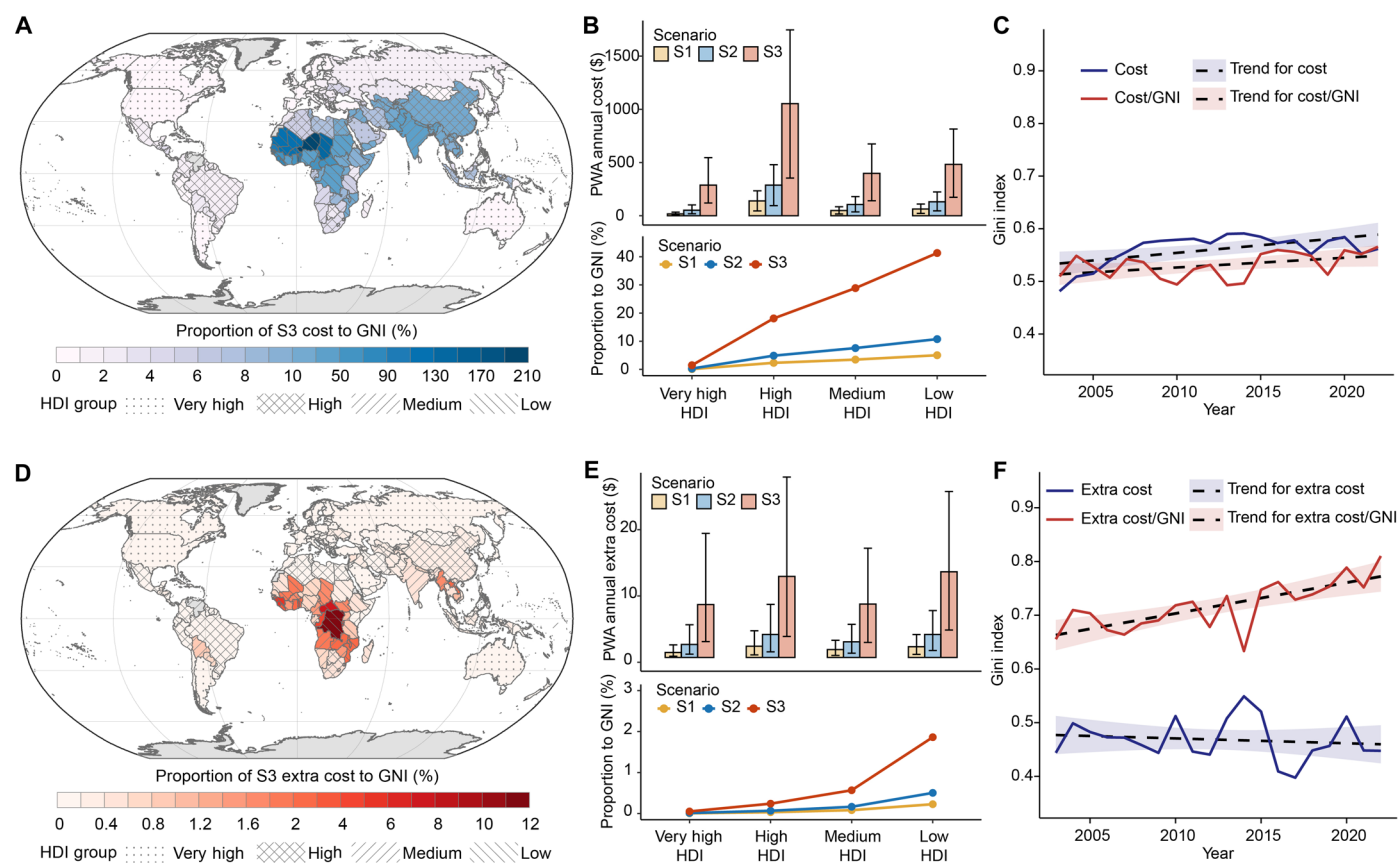 A
Proportion of S3 cost to GNI (%)
0 2 4 6 8 10 50 90 130 170 210
HDI group Very high High Medium Low
B
Scenario
S1 S2 S3
PWA annual cost ($)
1500
1000
500
0
Scenario
S1 S2 S3
Proportion to GNI (%)
40
30
20
10
0
Very high HDI
High HDI
Medium HDI
Low HDI
C
Cost
Trend for cost
Cost/GNI
Trend for cost/GNI
Gini index
0.9
0.8
0.7
0.6
0.5
0.4
2005 2010 2015 2020
Year
D
Proportion of S3 extra cost to GNI (%)
0 0.4 0.8 1.2 1.6 2 4 6 8 10 12
HDI group Very high High Medium Low
E
Scenario
S1 S2 S3
PWA annual extra cost ($)
20
10
0
Scenario
S1 S2 S3
Proportion to GNI (%)
3
2
1
0
Very high HDI
High HDI
Medium HDI
Low HDI
F
Extra cost
Trend for extra cost
Extra cost/GNI
Trend for extra cost/GNI
Gini index
0.9
0.8
0.7
0.6
0.5
0.4
2005 2010 2015 2020
Year